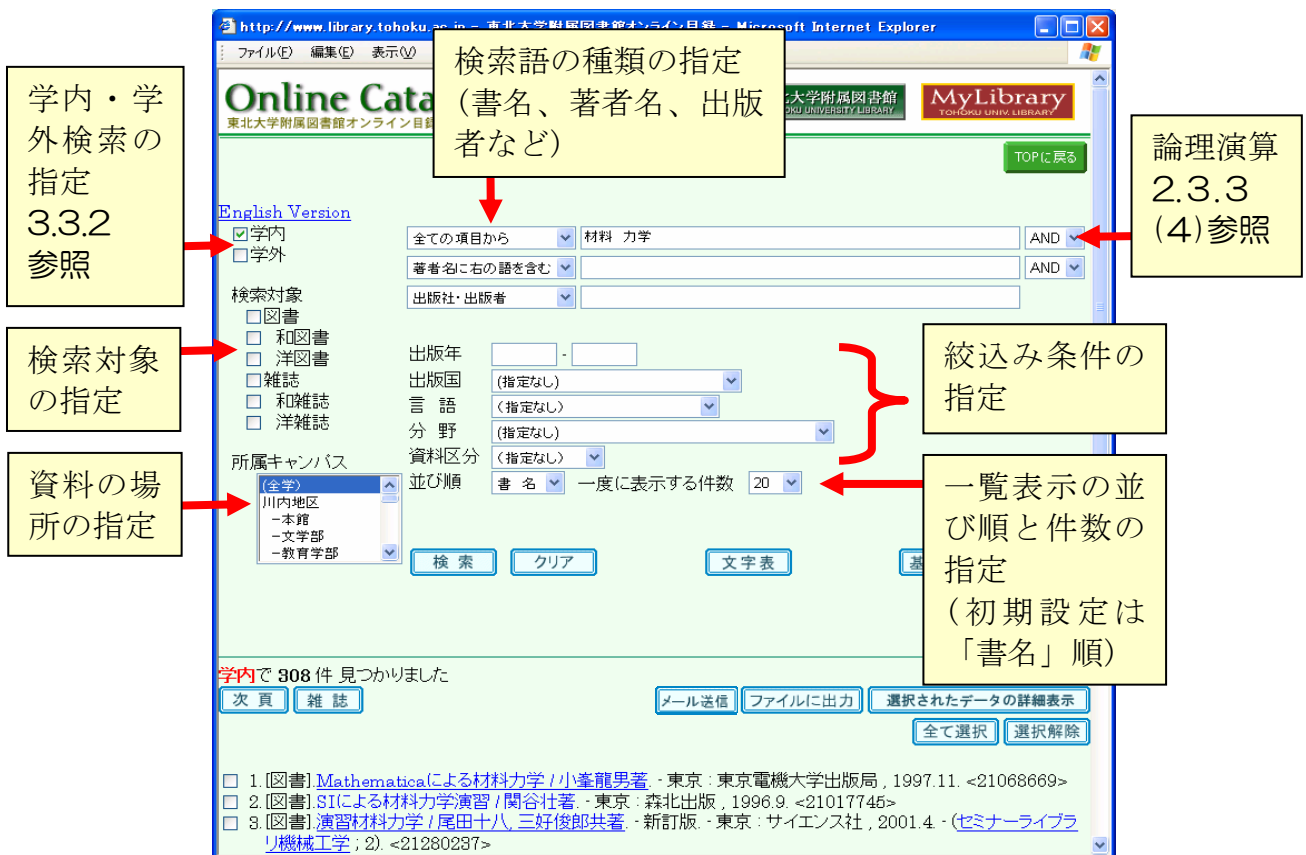 http://www.library.tohoku.ac.jp - 東北大学附属図書館オンライン目録 - Microsoft Internet Explorer
ファイル(F) 編集(E) 表示(V)
検索語の種類の指定
(書名、著者名、出版
者など)
学内・学
外検索の
指定
3.3.2
参照
Online Cata
東北大学附属図書館オンライン目録
大学附属図書館
TOHOKU UNIVERSITY LIBRARY
MyLibrary
TOHOKU UNIV. LIBRARY
TOPに戻る
論理演算
2.3.3
(4)参照
English Version
学内
学外
全ての項目から 材料 力学 AND
著者名に右の語を含む AND
出版社・出版者
検索対象
図書
和図書
洋図書
雑誌
和雑誌
洋雑誌
検索対象
の指定
出版年 -
出版国 (指定なし)
言 語 (指定なし)
分 野 (指定なし)
資料区分 (指定なし)
並び順 書 名 一度に表示する件数 20
絞込み条件の
指定
所属キャンパス
(全学)
川内地区
-本館
-文学部
-教育学部
資料の場
所の指定
一覧表示の並
び順と件数の
指定
(初期設定は
「書名」順)
検 索 クリア 文字表 基
学内で 308 件 見つかりました
次 頁 雑 誌 メール送信 ファイルに出力 選択されたデータの詳細表示
全て選択 選択解除
1. [図書].Mathematicaによる材料力学 / 小峯龍男著. - 東京 : 東京電機大学出版局 , 1997.11. <21068669>
2. [図書].SIによる材料力学演習 / 関谷壮著. - 東京 : 森北出版 , 1996.9. <21017745>
3. [図書].演習材料力学 / 尾田十八, 三好俊郎共著. - 新訂版. - 東京 : サイエンス社 , 2001.4. - (セミナーライブラ
リ機械工学 ; 2). <21280237>